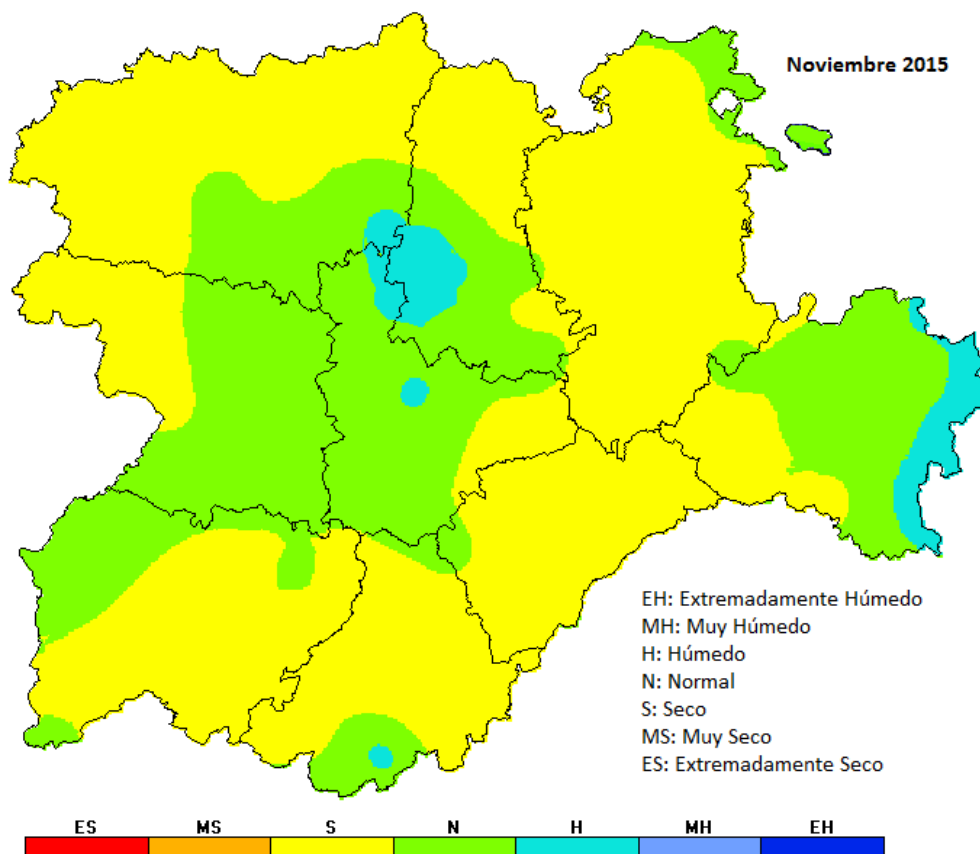 Noviembre 2015
EH: Extremadamente Húmedo
MH: Muy Húmedo
H: Húmedo
N: Normal
S: Seco
MS: Muy Seco
ES: Extremadamente Seco
ES MS S N H MH EH